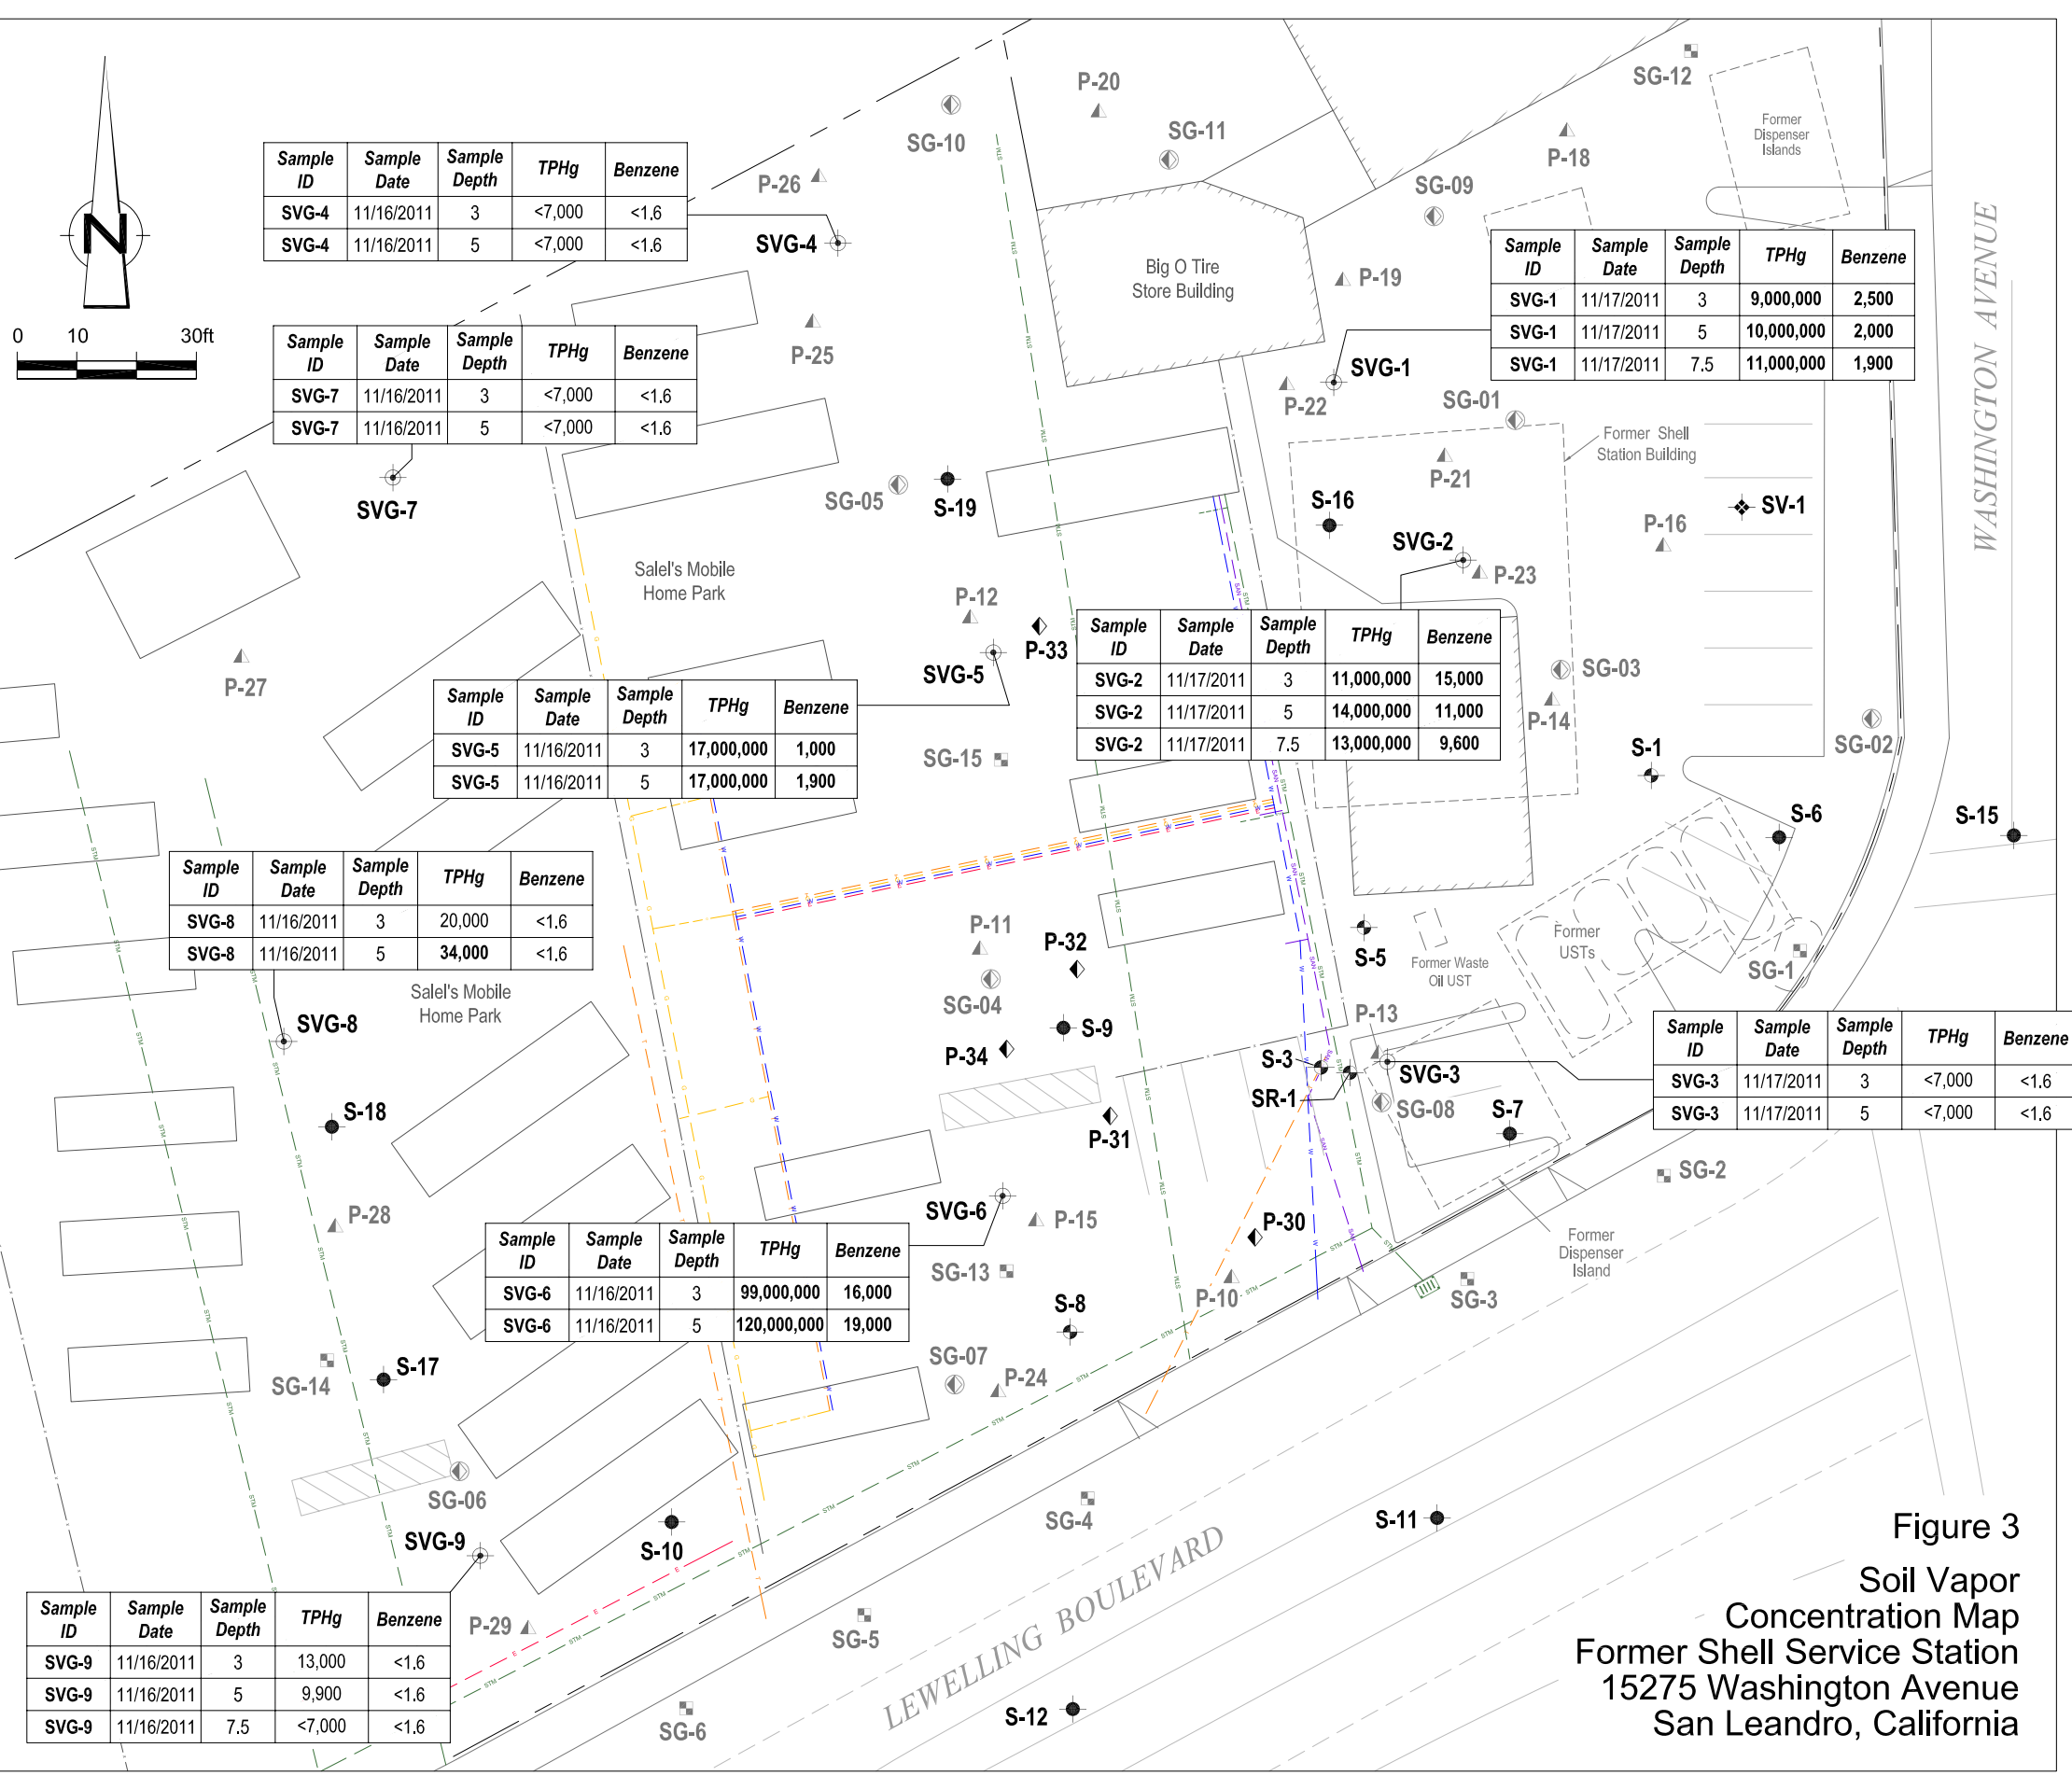 SG-12
P-20
SG-10
SG-11
Former
Dispenser
Islands
P-18
P-26
SG-09
Sample ID Sample Date Sample Depth TPHg Benzene
SVG-4 11/16/2011 3 <7,000 <1.6
SVG-4 11/16/2011 5 <7,000 <1.6
SVG-4
N
0 10 30ft
Big O Tire
Store Building
P-19
WASHINGTON AVENUE
Sample ID Sample Date Sample Depth TPHg Benzene
SVG-1 11/17/2011 3 9,000,000 2,500
SVG-1 11/17/2011 5 10,000,000 2,000
SVG-1 11/17/2011 7.5 11,000,000 1,900
SVG-1
P-25
Sample ID Sample Date Sample Depth TPHg Benzene
SVG-7 11/16/2011 3 <7,000 <1.6
SVG-7 11/16/2011 5 <7,000 <1.6
SVG-7
P-22
SG-01
Former Shell
Station Building
P-21
SG-05
S-19
S-16
SV-1
P-16
SVG-2
P-23
Salel's Mobile
Home Park
P-12
P-33
SVG-5
Sample ID Sample Date Sample Depth TPHg Benzene
SVG-2 11/17/2011 3 11,000,000 15,000
SVG-2 11/17/2011 5 14,000,000 11,000
SVG-2 11/17/2011 7.5 13,000,000 9,600
SG-03
P-14
P-27
Sample ID Sample Date Sample Depth TPHg Benzene
SVG-5 11/16/2011 3 17,000,000 1,000
SVG-5 11/16/2011 5 17,000,000 1,900
SG-15
S-1
SG-02
S-6
S-15
Sample ID Sample Date Sample Depth TPHg Benzene
SVG-8 11/16/2011 3 20,000 <1.6
SVG-8 11/16/2011 5 34,000 <1.6
P-11
P-32
SG-04
S-5
Former Waste
Oil UST
Former
USTs
SG-1
Salel's Mobile
Home Park
SVG-8
S-9
P-34
P-13
S-3
SVG-3
SR-1
SG-08
S-7
Sample ID Sample Date Sample Depth TPHg Benzene
SVG-3 11/17/2011 3 <7,000 <1.6
SVG-3 11/17/2011 5 <7,000 <1.6
S-18
P-31
SG-2
P-28
SVG-6
P-15
P-30
Former
Dispenser
Island
Sample ID Sample Date Sample Depth TPHg Benzene
SVG-6 11/16/2011 3 99,000,000 16,000
SVG-6 11/16/2011 5 120,000,000 19,000
SG-13
P-10
SG-3
S-8
SG-07
P-24
SG-14
S-17
SG-06
SVG-9
S-10
SG-4
S-11
LEWELLING BOULEVARD
Sample ID Sample Date Sample Depth TPHg Benzene
SVG-9 11/16/2011 3 13,000 <1.6
SVG-9 11/16/2011 5 9,900 <1.6
SVG-9 11/16/2011 7.5 <7,000 <1.6
P-29
SG-5
SG-6
S-12
Figure 3
Soil Vapor
Concentration Map
Former Shell Service Station
15275 Washington Avenue
San Leandro, California